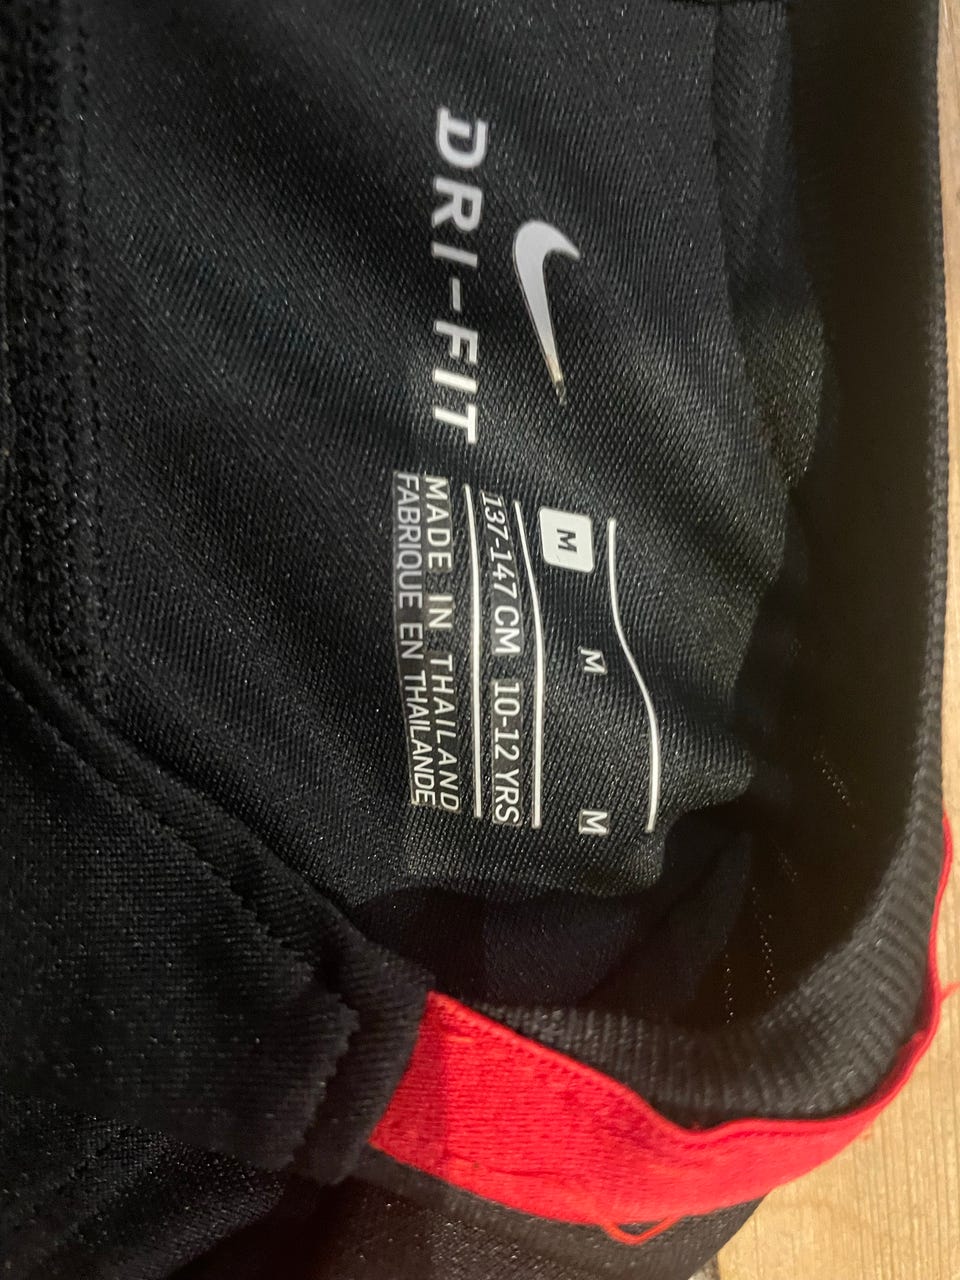 DRI-FIT
M M M
137-147 CM 10-12 YRS
MADE IN THAILAND
FABRIQUE EN THAILANDE